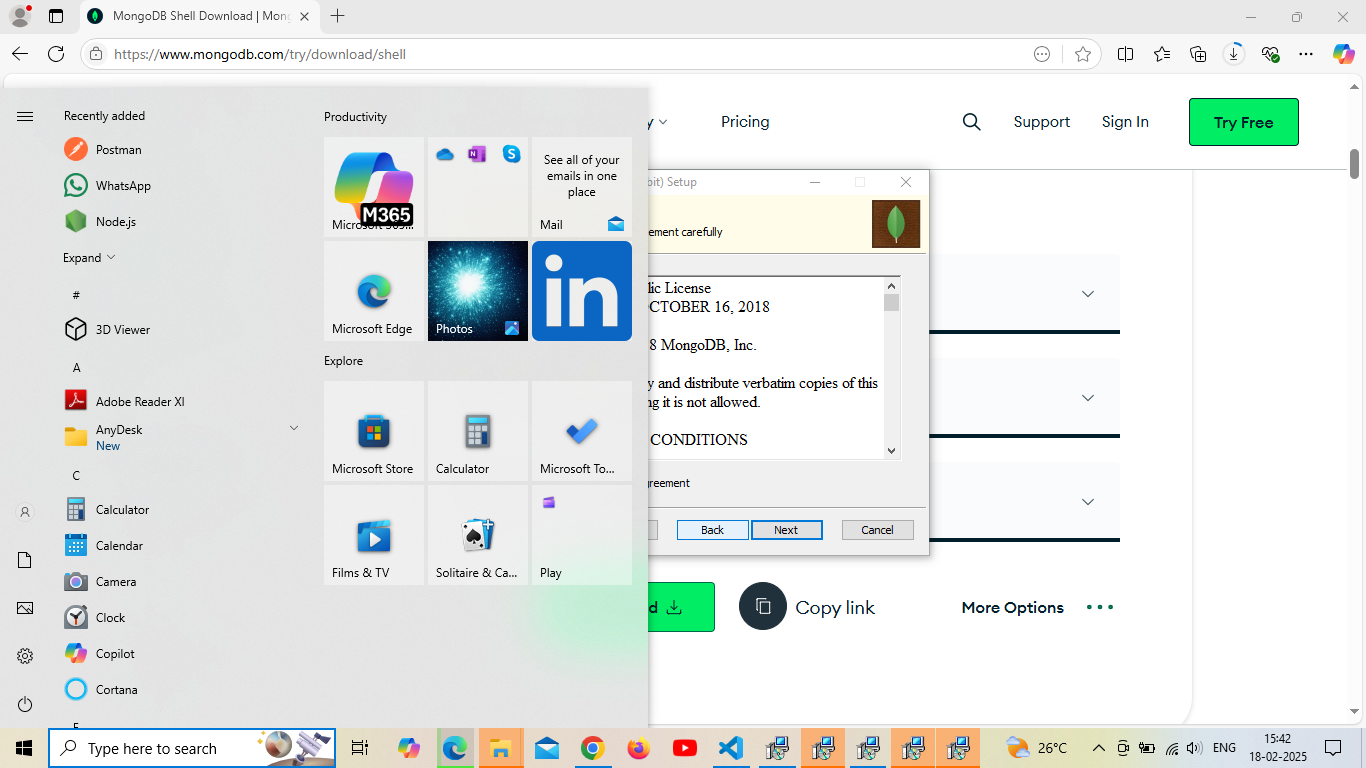 MongoDB Shell Download | Mong
https://www.mongodb.com/try/download/shell
Pricing
Support
Sign In
Try Free
Recently added
Postman
WhatsApp
Node.js
Expand
#
3D Viewer
A
Adobe Reader XI
AnyDesk
New
C
Calculator
Calendar
Camera
Clock
Copilot
Cortana
Productivity
M365
Microsoft 365...
See all of your
emails in one
place
Mail
Microsoft Edge
Photos
in
Explore
Microsoft Store
Calculator
Microsoft To...
Films & TV
Solitaire & Ca...
Play
bit) Setup
ement carefully
lic License
CTOBER 16, 2018
8 MongoDB, Inc.
y and distribute verbatim copies of this
ng it is not allowed.
CONDITIONS
greement
Back
Next
Cancel
d
Copy link
More Options
Type here to search
26°C
ENG
15:42
18-02-2025